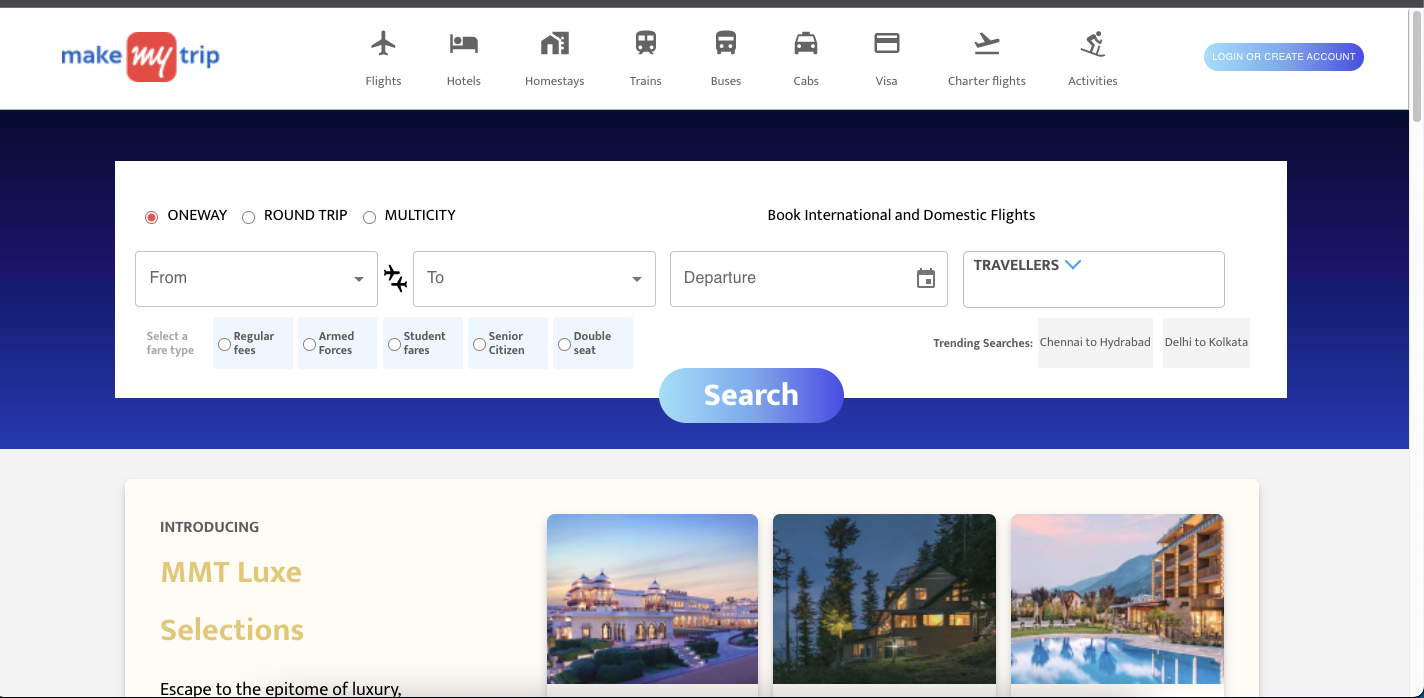 make my trip
Flights
Hotels
Homestays
Trains
Buses
Cabs
Visa
Charter flights
Activities
LOGIN OR CREATE ACCOUNT
ONEWAY
ROUND TRIP
MULTICITY
Book International and Domestic Flights
From
To
Departure
TRAVELLERS
Select a
fare type
Regular
fees
Armed
Forces
Student
fares
Senior
Citizen
Double
seat
Trending Searches:
Chennai to Hydrabad
Delhi to Kolkata
Search
INTRODUCING
MMT Luxe
Selections
Escape to the epitome of luxury,